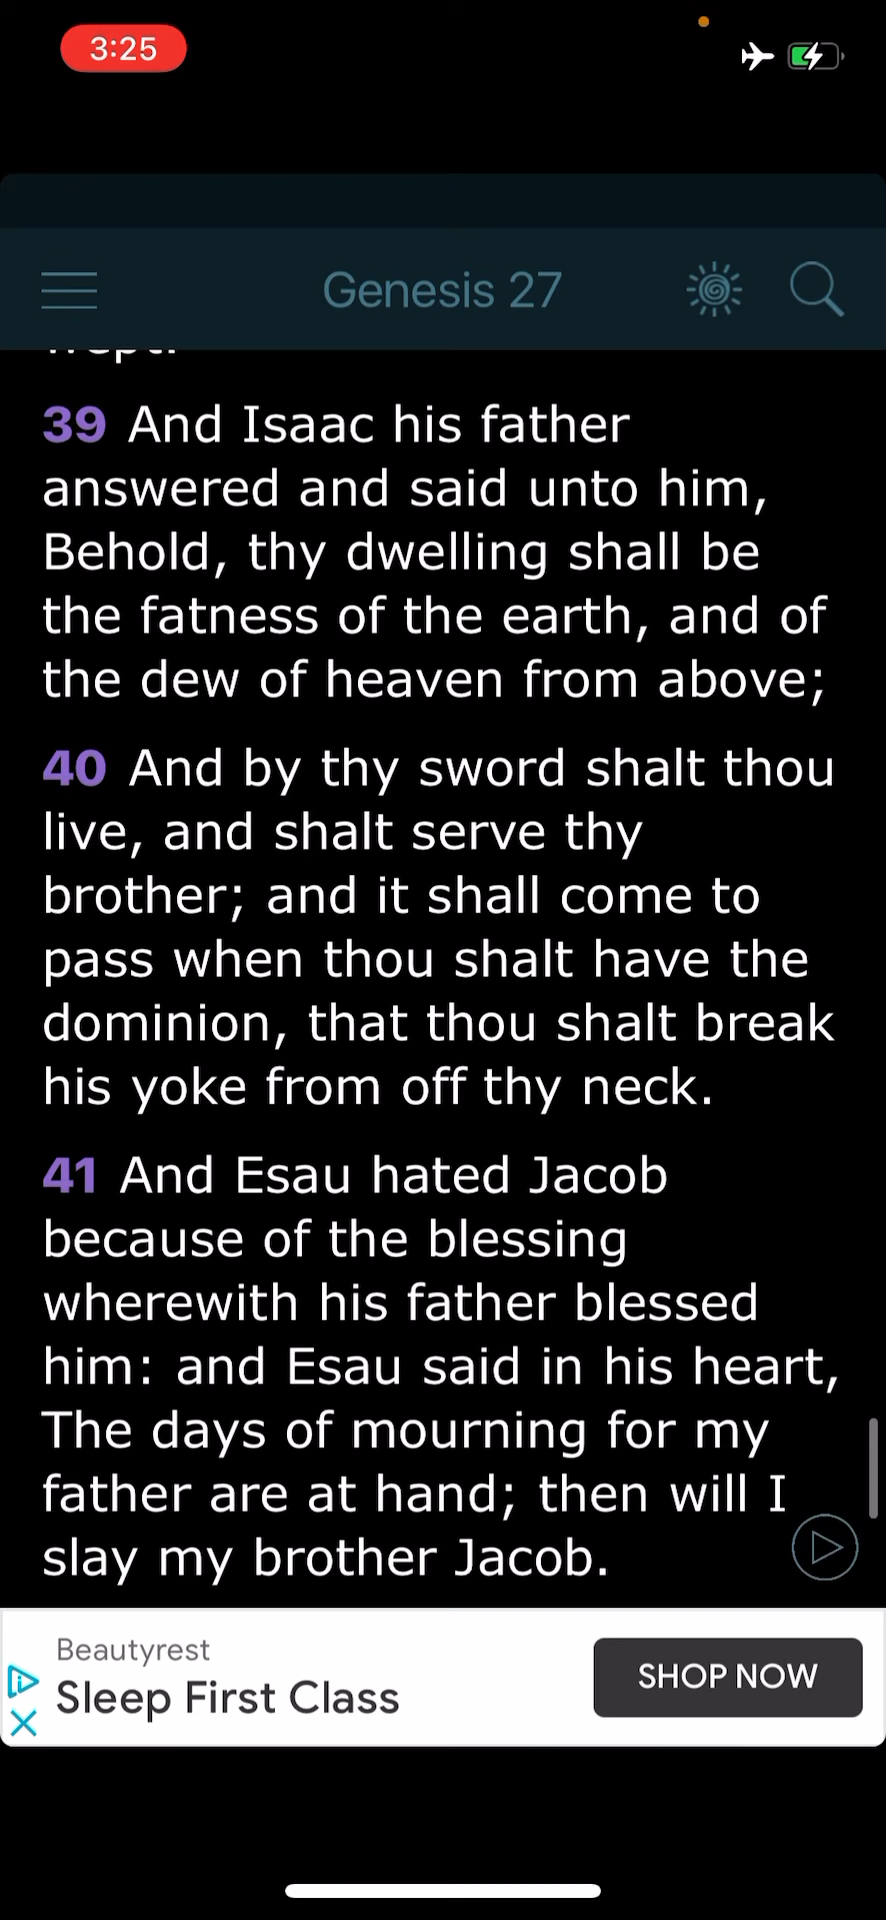 3:25
Genesis 27
wept.
39 And Isaac his father
answered and said unto him,
Behold, thy dwelling shall be
the fatness of the earth, and of
the dew of heaven from above;
40 And by thy sword shalt thou
live, and shalt serve thy
brother; and it shall come to
pass when thou shalt have the
dominion, that thou shalt break
his yoke from off thy neck.
41 And Esau hated Jacob
because of the blessing
wherewith his father blessed
him: and Esau said in his heart,
The days of mourning for my
father are at hand; then will I
slay my brother Jacob.
Beautyrest
Sleep First Class
SHOP NOW